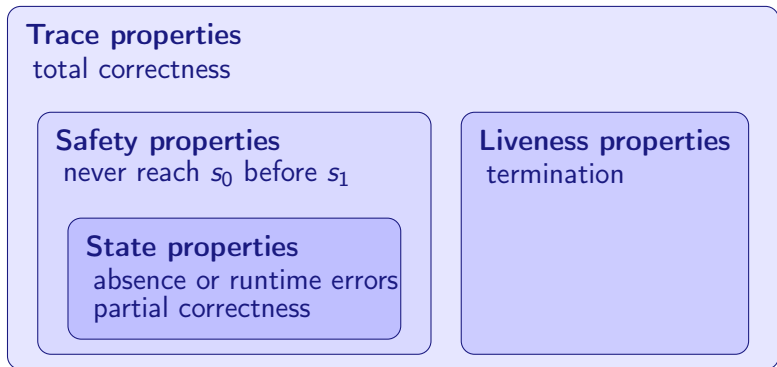 Trace properties
total correctness
Safety properties
never reach s₀ before s₁
Liveness properties
termination
State properties
absence or runtime errors
partial correctness